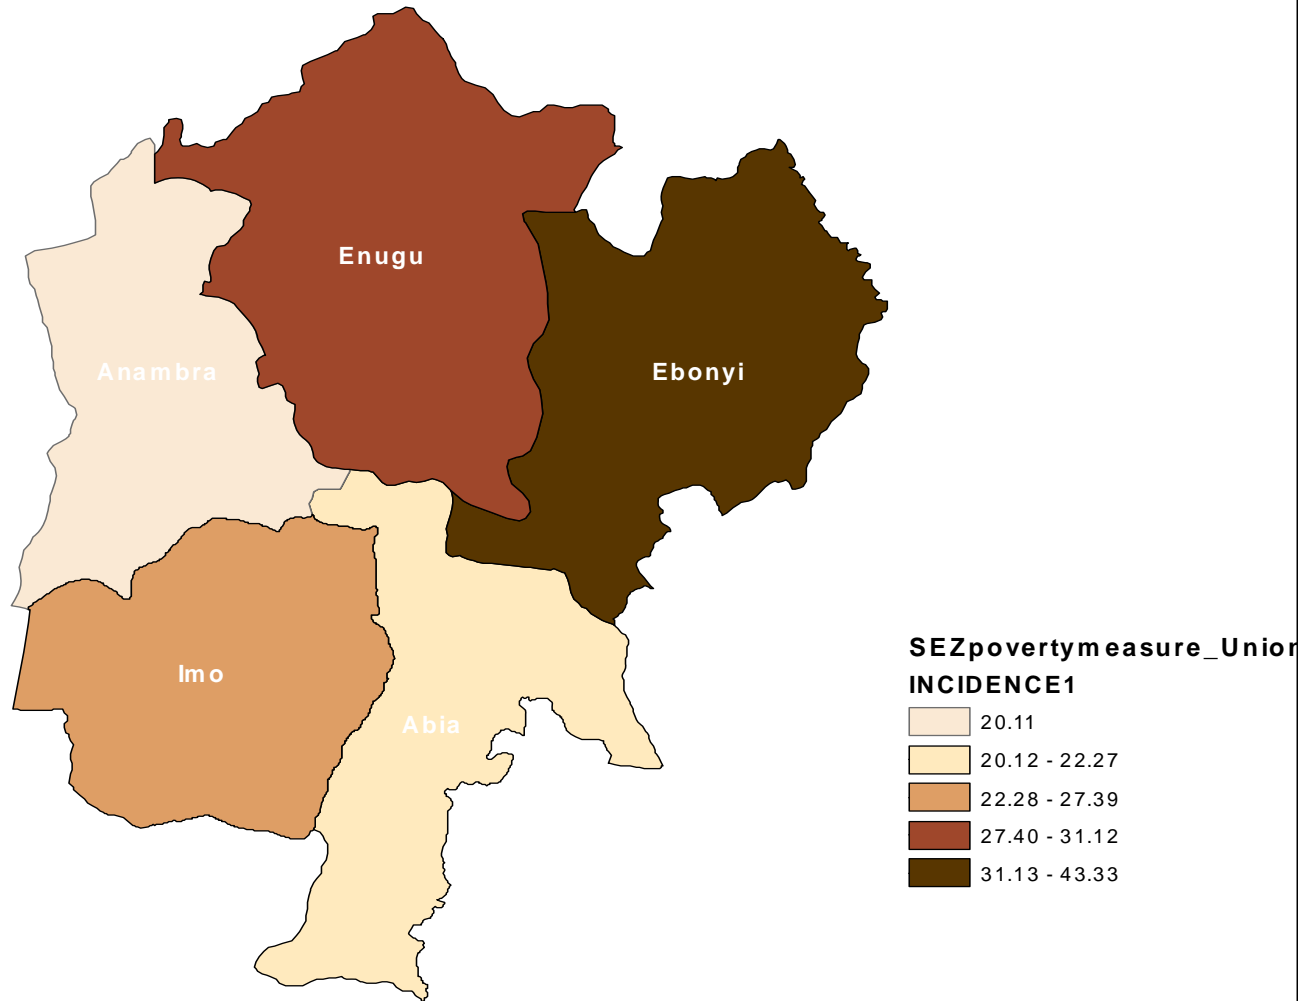 Enugu
Anambra
Ebonyi
Imo
Abia
SEZpovertymeasure_Union
INCIDENCE1
20.11
20.12 - 22.27
22.28 - 27.39
27.40 - 31.12
31.13 - 43.33